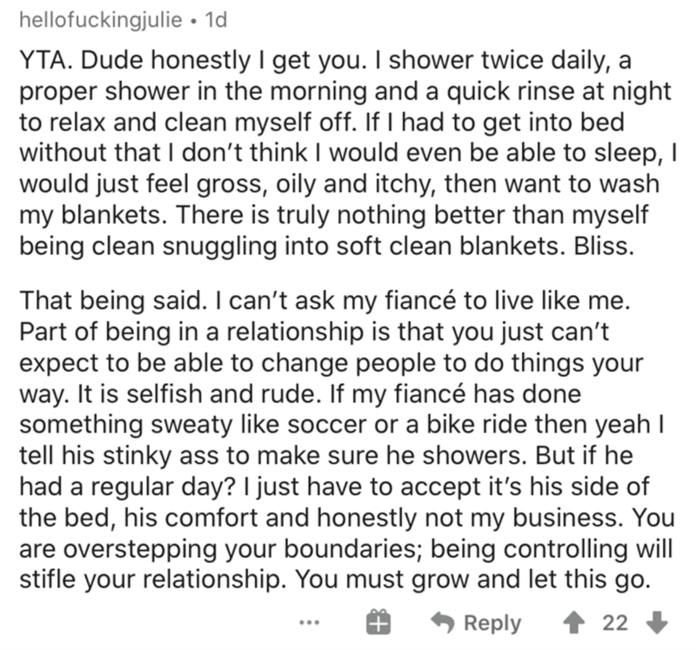 hellofuckingjulie • 1d
YTA. Dude honestly I get you. I shower twice daily, a
proper shower in the morning and a quick rinse at night
to relax and clean myself off. If I had to get into bed
without that I don't think I would even be able to sleep, I
would just feel gross, oily and itchy, then want to wash
my blankets. There is truly nothing better than myself
being clean snuggling into soft clean blankets. Bliss.
That being said. I can't ask my fiancé to live like me.
Part of being in a relationship is that you just can't
expect to be able to change people to do things your
way. It is selfish and rude. If my fiancé has done
something sweaty like soccer or a bike ride then yeah I
tell his stinky ass to make sure he showers. But if he
had a regular day? I just have to accept it's his side of
the bed, his comfort and honestly not my business. You
are overstepping your boundaries; being controlling will
stifle your relationship. You must grow and let this go.
... Reply 22